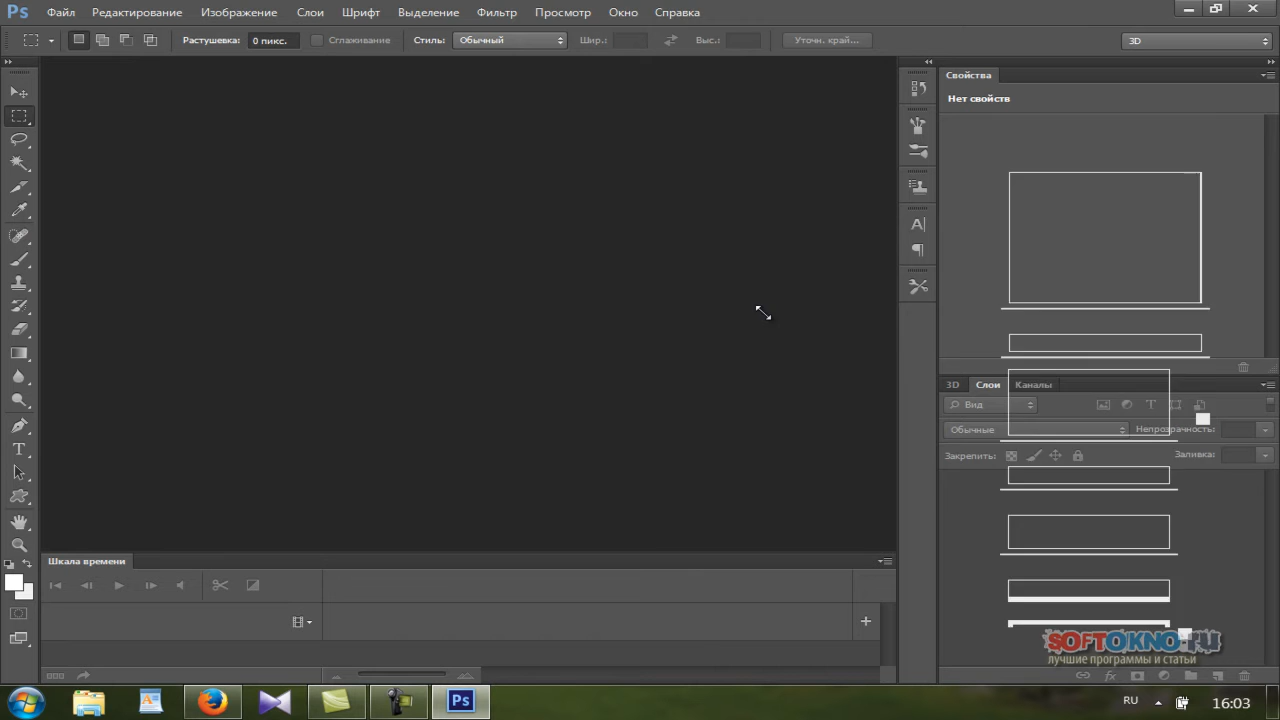 Ps Файл Редактирование Изображение Слои Шрифт Выделение Фильтр Просмотр Окно Справка
Растушевка: 0 пикс. Сглаживание Стиль: Обычный Шир.: Выс.: Уточн. край... 3D
Свойства
Нет свойств
3D Слои Каналы
Вид
Обычные Непрозрачность:
Закрепить: Заливка:
Шкала времени
SOFTOKNO.RU
лучшие программы и статьи
Ps RU 16:03